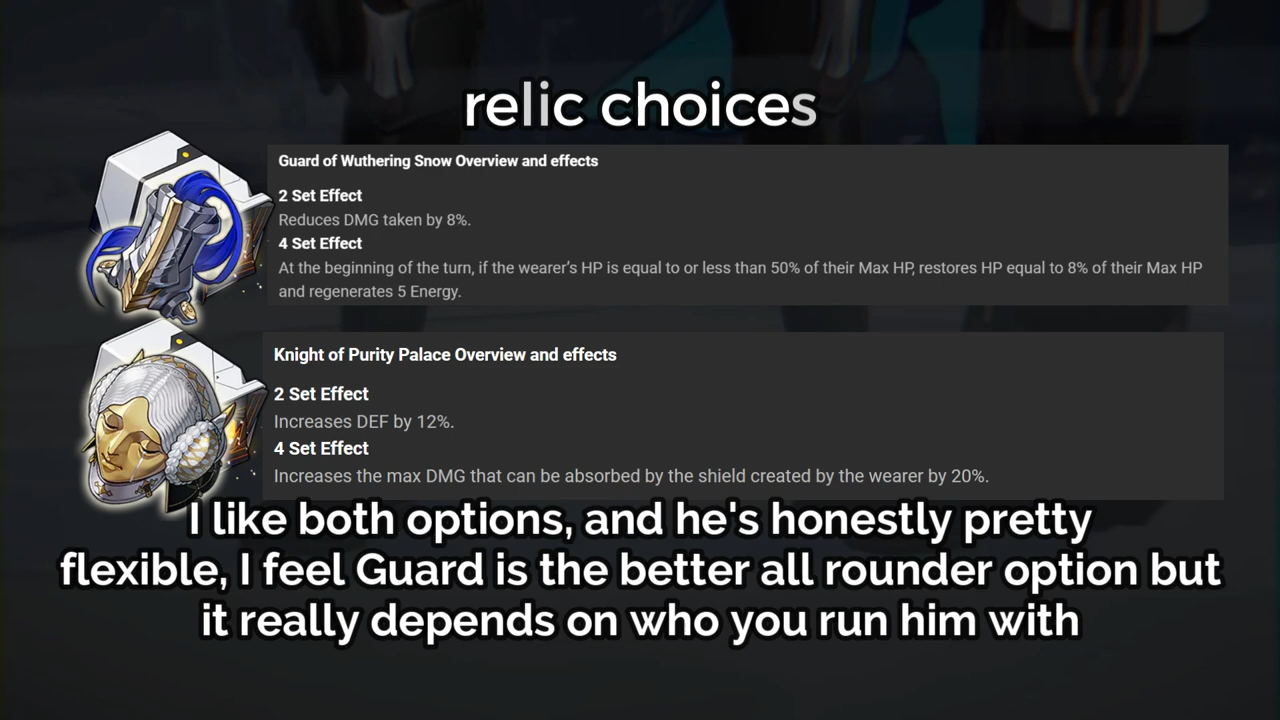 relic choices
Guard of Wuthering Snow Overview and effects
2 Set Effect
Reduces DMG taken by 8%.
4 Set Effect
At the beginning of the turn, if the wearer's HP is equal to or less than 50% of their Max HP, restores HP equal to 8% of their Max HP
and regenerates 5 Energy.
Knight of Purity Palace Overview and effects
2 Set Effect
Increases DEF by 12%.
4 Set Effect
Increases the max DMG that can be absorbed by the shield created by the wearer by 20%.
I like both options, and he's honestly pretty
flexible, I feel Guard is the better all rounder option but
it really depends on who you run him with